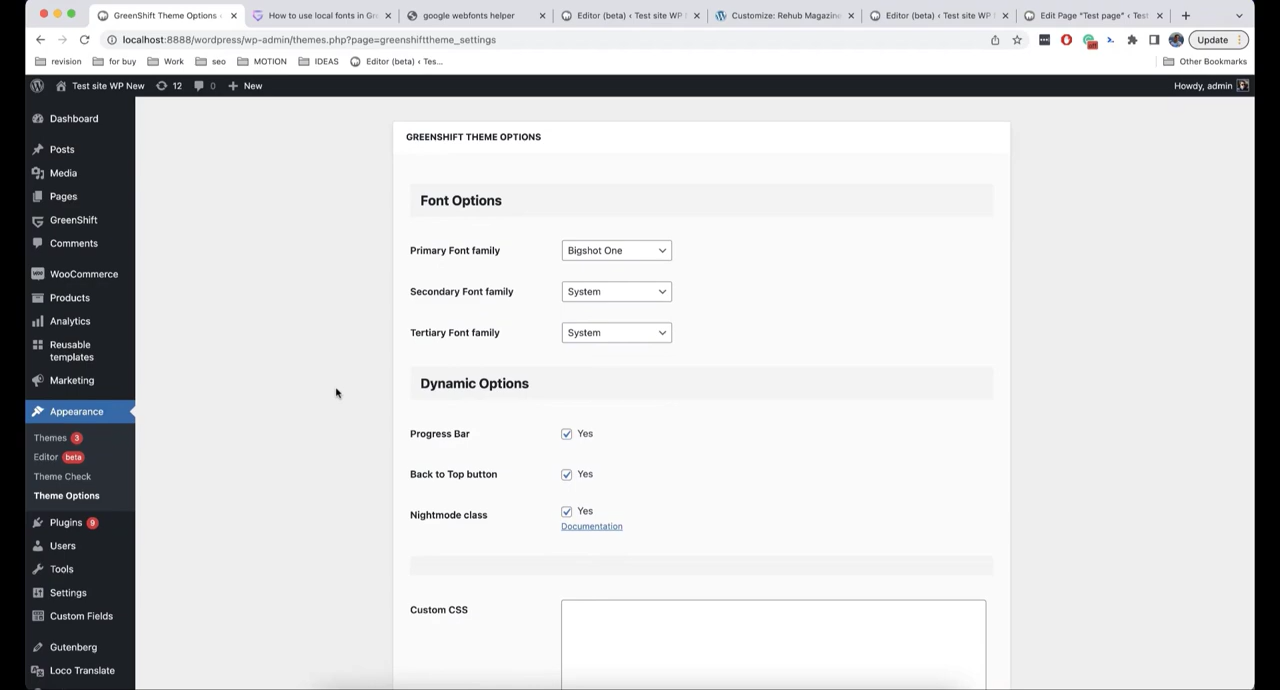 GreenShift Theme Options ‹
How to use local fonts in Gr
google webfonts helper
Editor (beta) ‹ Test site WP
Customize: Rehub Magazine
Editor (beta) ‹ Test site WP
Edit Page "Test page" ‹ Test
localhost:8888/wordpress/wp-admin/themes.php?page=greenshifttheme_settings
Update
revision
for buy
Work
seo
MOTION
IDEAS
Editor (beta) ‹ Tes...
Other Bookmarks
Test site WP New
12
0
New
Howdy, admin
Dashboard
Posts
Media
Pages
GreenShift
Comments
WooCommerce
Products
Analytics
Reusable
templates
Marketing
Appearance
Themes 3
Editor beta
Theme Check
Theme Options
Plugins 9
Users
Tools
Settings
Custom Fields
Gutenberg
Loco Translate
GREENSHIFT THEME OPTIONS
Font Options
Primary Font family
Bigshot One
Secondary Font family
System
Tertiary Font family
System
Dynamic Options
Progress Bar
Yes
Back to Top button
Yes
Nightmode class
Yes
Documentation
Custom CSS